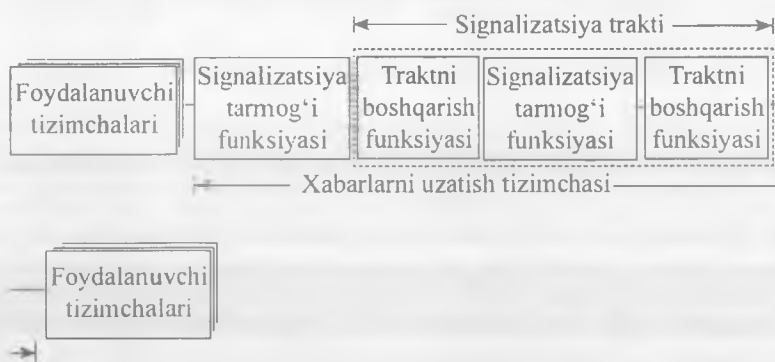 Signalizatsiya trakti
Foydalanuvchi
tizimchalari
Signalizatsiya
tarmog‘i
funksiyasi
Traktni
boshqarish
funksiyasi
Signalizatsiya
tarmog‘i
funksiyasi
Traktni
boshqarish
funksiyasi
Xabarlarni uzatish tizimchasi
Foydalanuvchi
tizimchalari